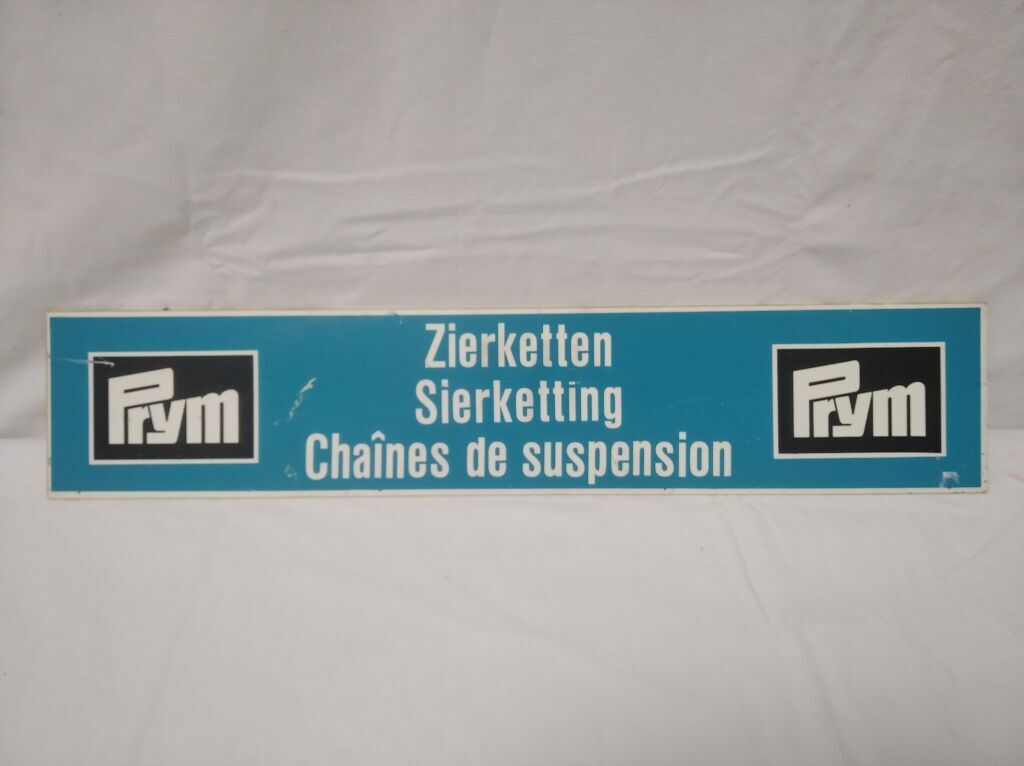 Prym
Zierketten
Sierketting
Chaînes de suspension
Prym